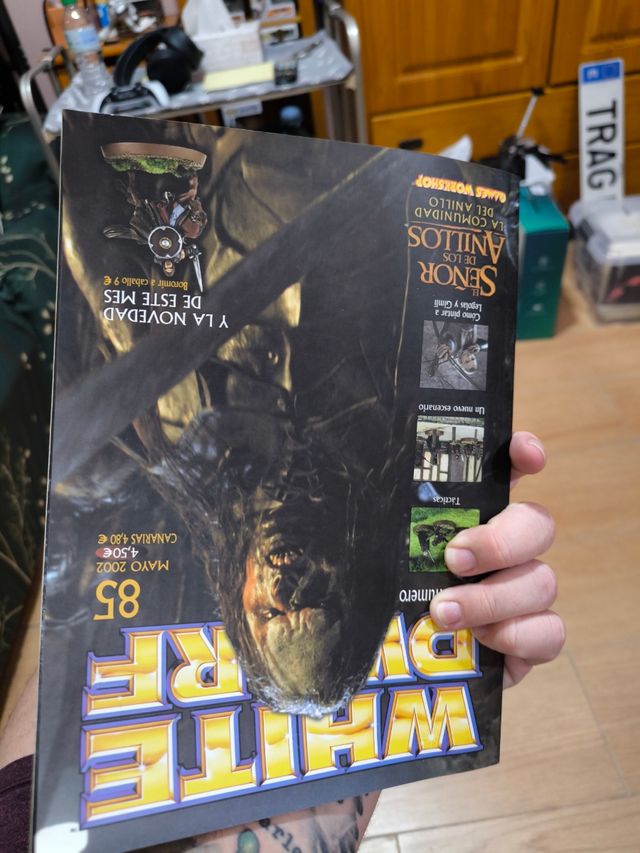 WHITE
DWARF
85
MAYO 2002
4,50€
CANARIAS 4,80 €
número
Tácticas
Un nuevo escenario
Cómo pintar a
Legolas y Gimli
EL
SEÑOR
DE LOS
ANILLOS
LA COMUNIDAD
DEL ANILLO
GAMES WORKSHOP
Y LA NOVEDAD
DE ESTE MES
Boromir a caballo 9 €
TRAG